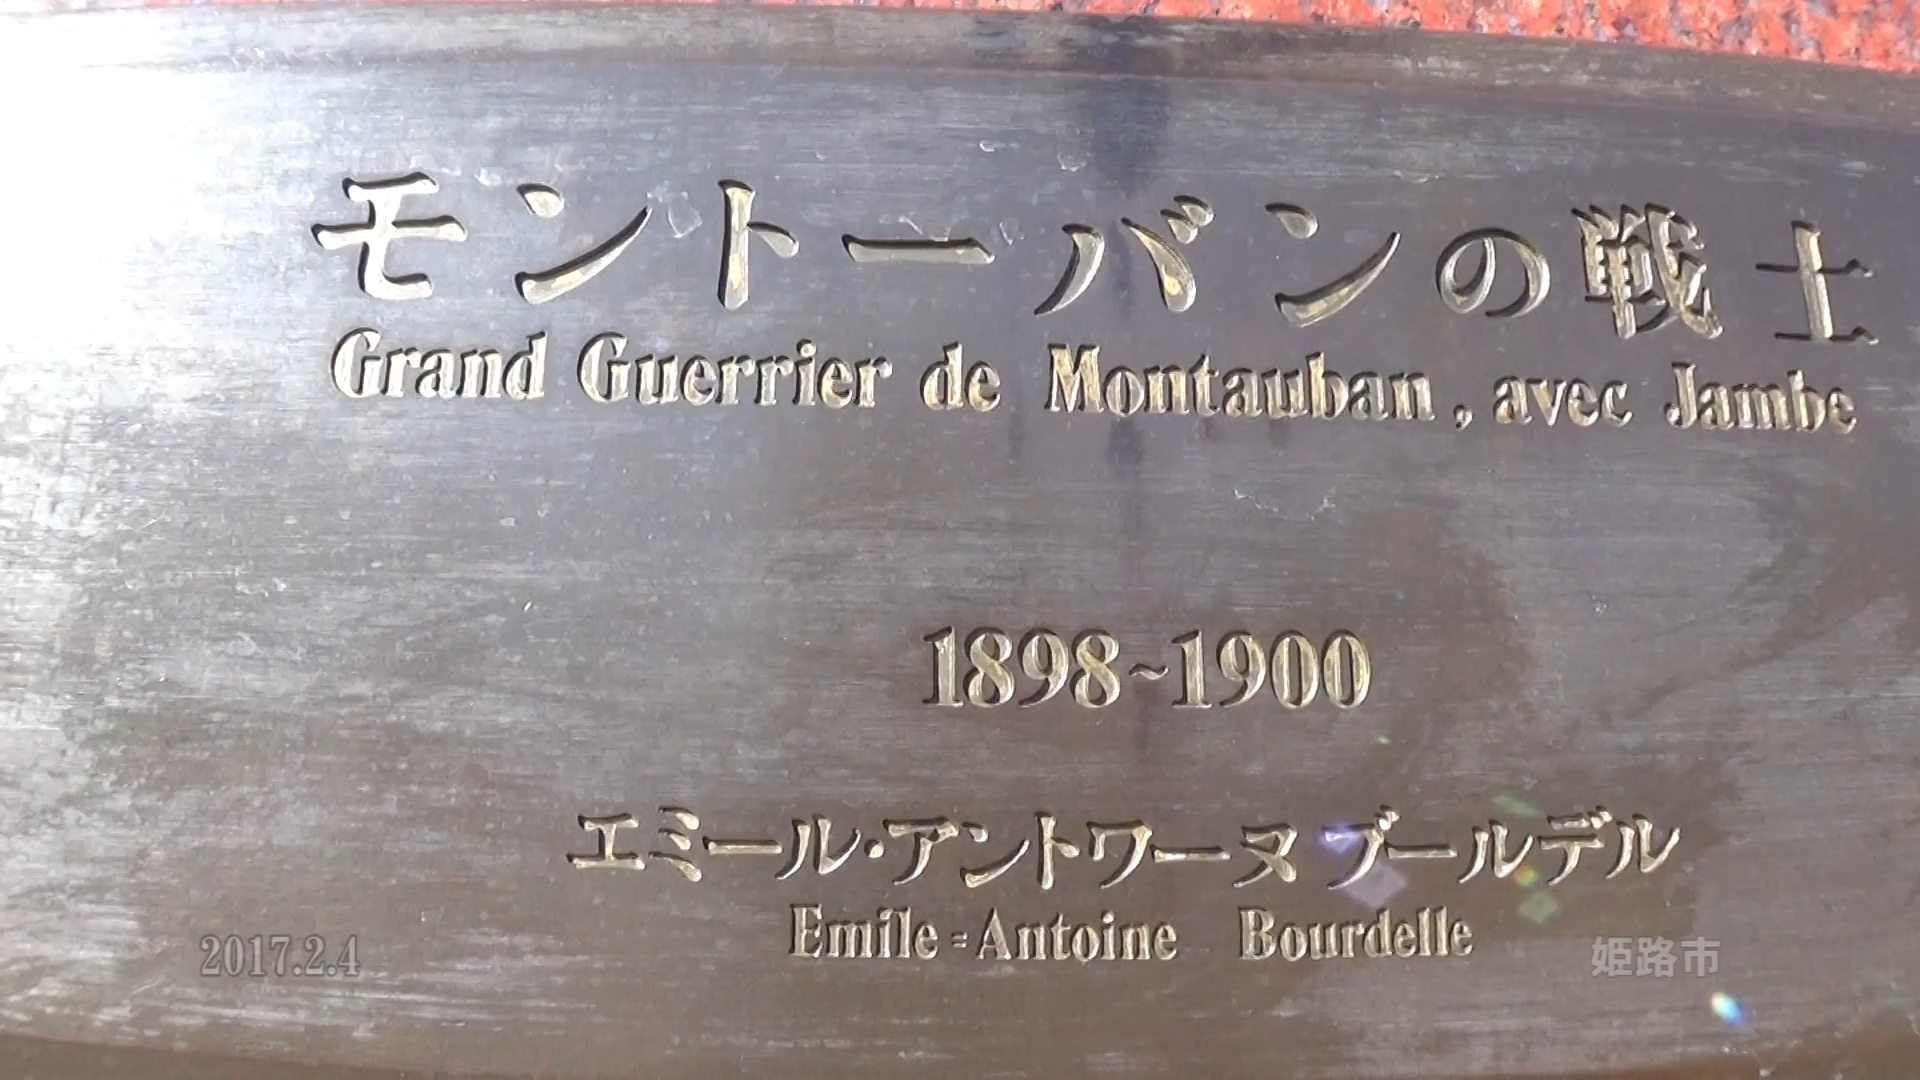 モントーバンの戦士
Grand Guerrier de Montauban, avec Jambe
1898~1900
エミール・アントワーヌ ブールデル
Emile=Antoine Bourdelle
2017.2.4
姫路市